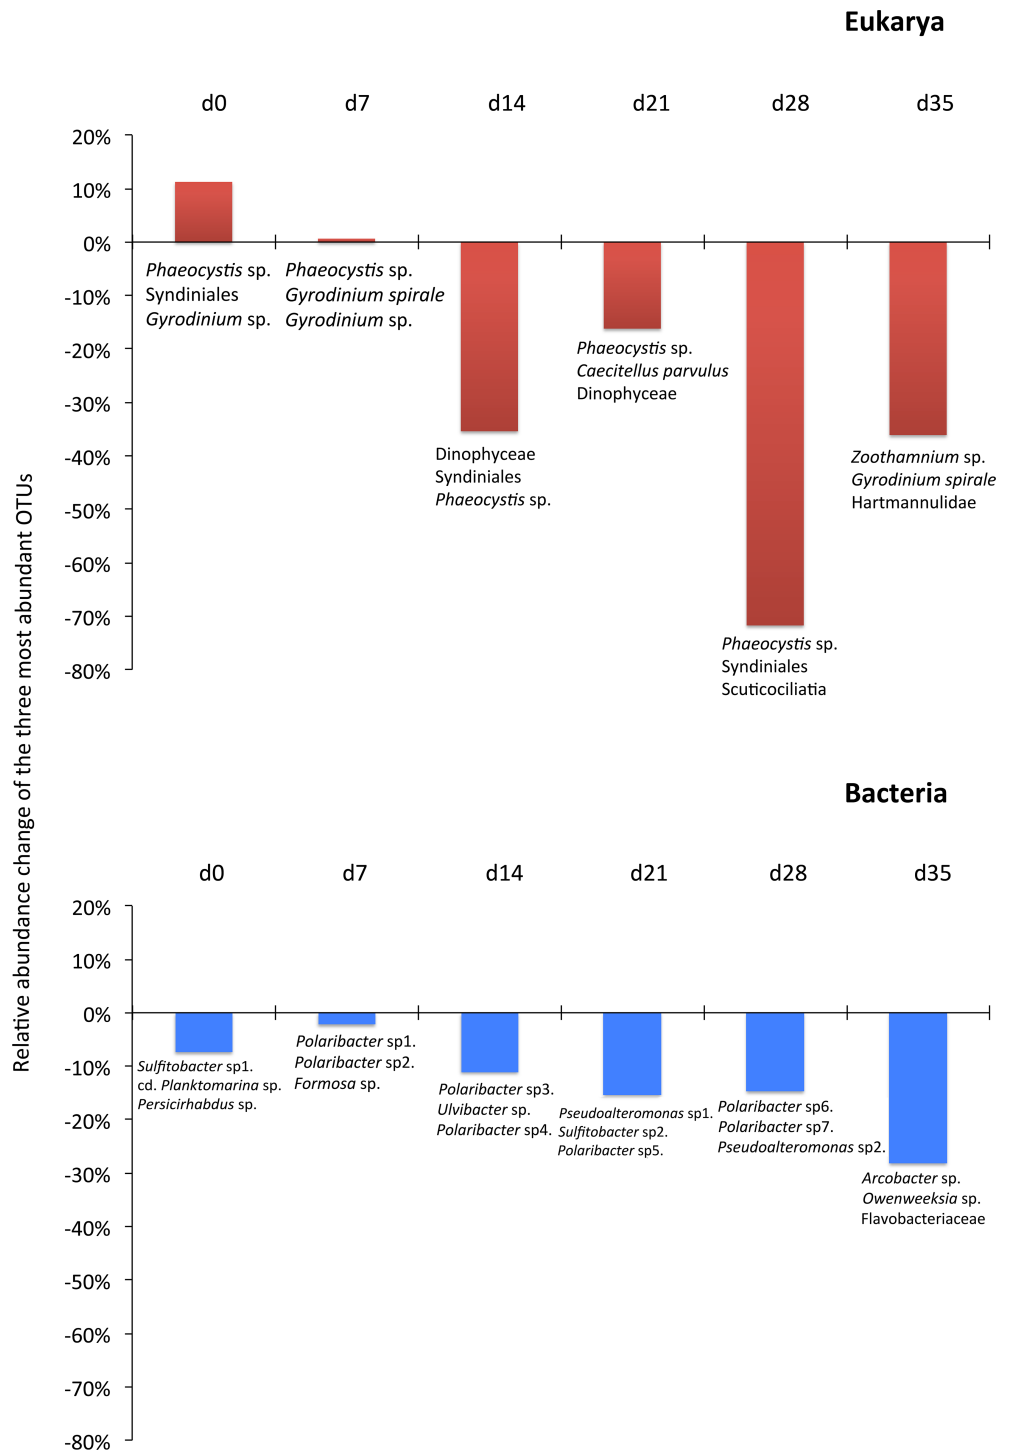 Eukarya
d0 d7 d14 d21 d28 d35
20%
10%
0%
-10%
-20%
-30%
-40%
-50%
-60%
-70%
-80%
Phaeocystis sp.
Syndiniales
Gyrodinium sp.
Phaeocystis sp.
Gyrodinium spirale
Gyrodinium sp.
Dinophyceae
Syndiniales
Phaeocystis sp.
Phaeocystis sp.
Caecitellus parvulus
Dinophyceae
Phaeocystis sp.
Syndiniales
Scuticociliatia
Zoothamnium sp.
Gyrodinium spirale
Hartmannulidae
Relative abundance change of the three most abundant OTUs
Bacteria
d0 d7 d14 d21 d28 d35
20%
10%
0%
-10%
-20%
-30%
-40%
-50%
-60%
-70%
-80%
Sulfitobacter sp1.
cd. Planktomarina sp.
Persicirhabdus sp.
Polaribacter sp1.
Polaribacter sp2.
Formosa sp.
Polaribacter sp3.
Ulvibacter sp.
Polaribacter sp4.
Pseudoalteromonas sp1.
Sulfitobacter sp2.
Polaribacter sp5.
Polaribacter sp6.
Polaribacter sp7.
Pseudoalteromonas sp2.
Arcobacter sp.
Owenweeksia sp.
Flavobacteriaceae